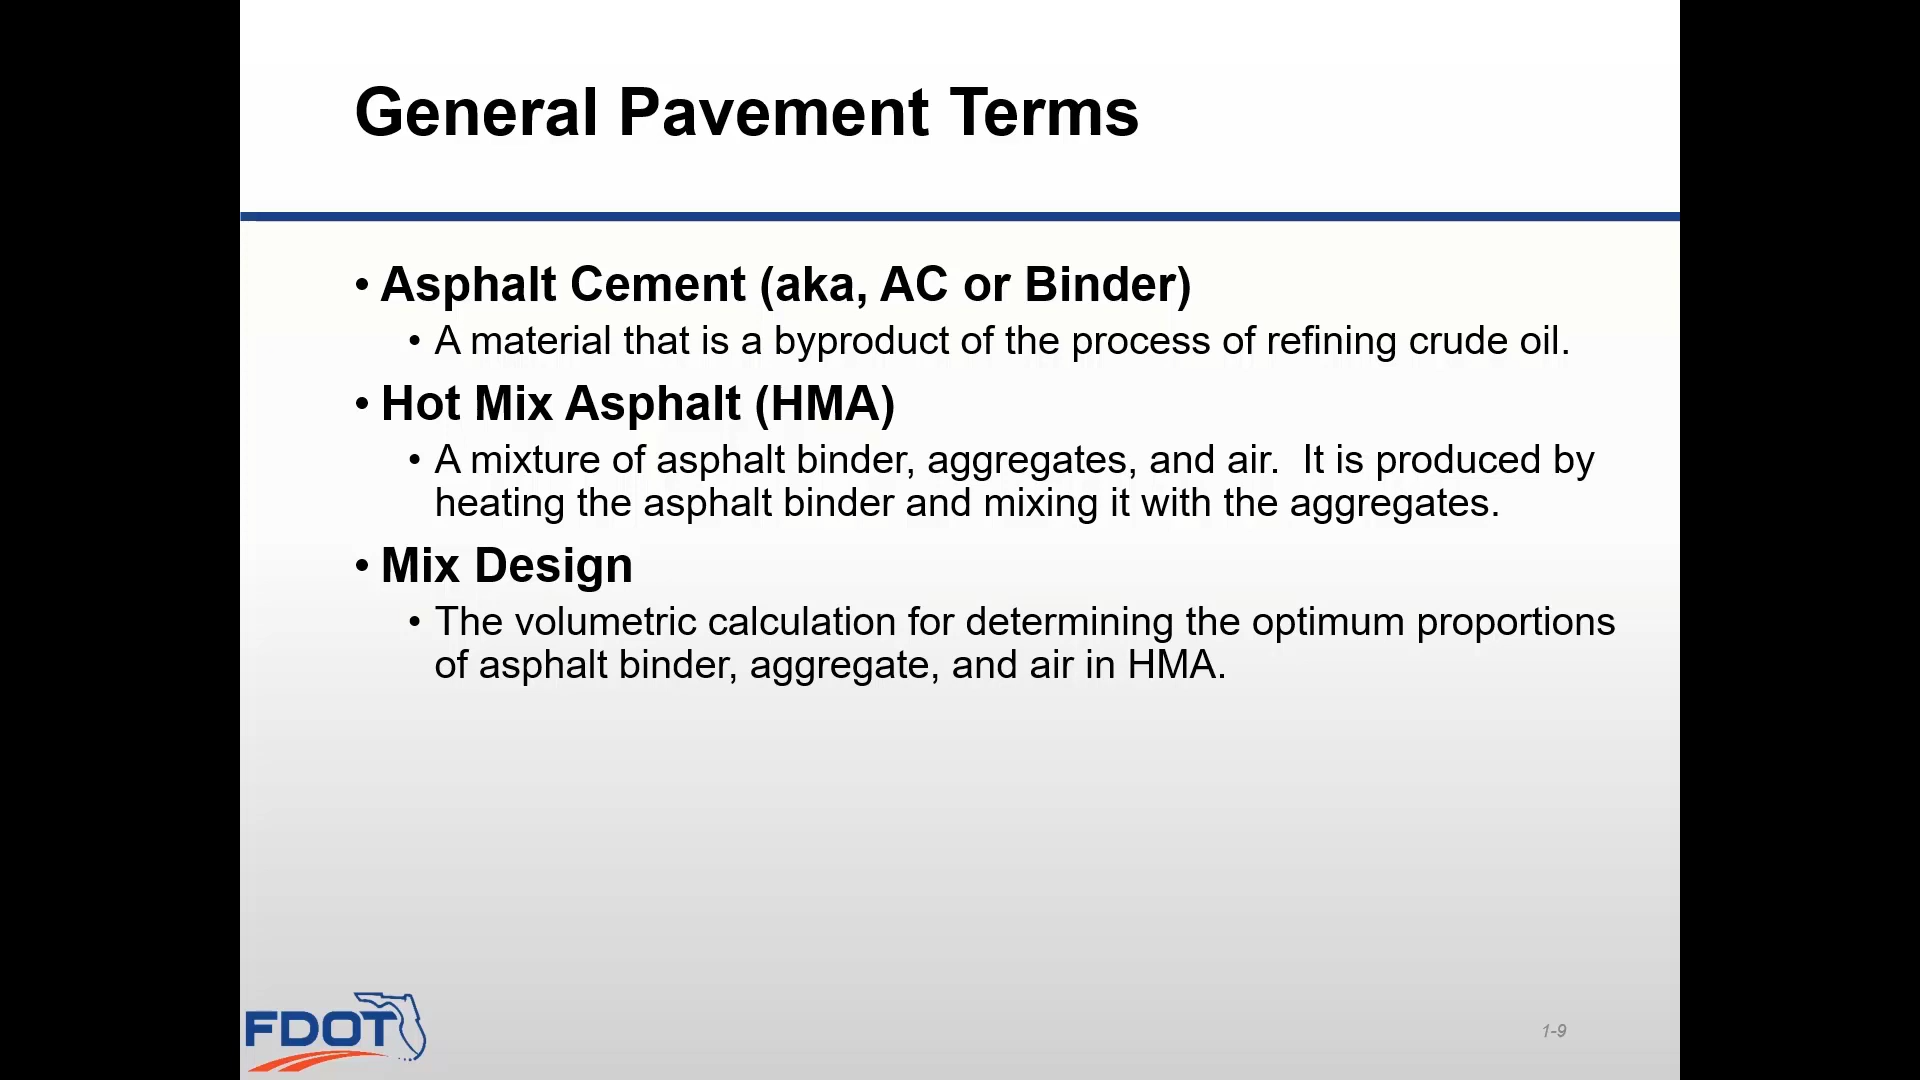 General Pavement Terms
• Asphalt Cement (aka, AC or Binder)
• A material that is a byproduct of the process of refining crude oil.
• Hot Mix Asphalt (HMA)
• A mixture of asphalt binder, aggregates, and air.  It is produced by
heating the asphalt binder and mixing it with the aggregates.
• Mix Design
• The volumetric calculation for determining the optimum proportions
of asphalt binder, aggregate, and air in HMA.
FDOT
1-9